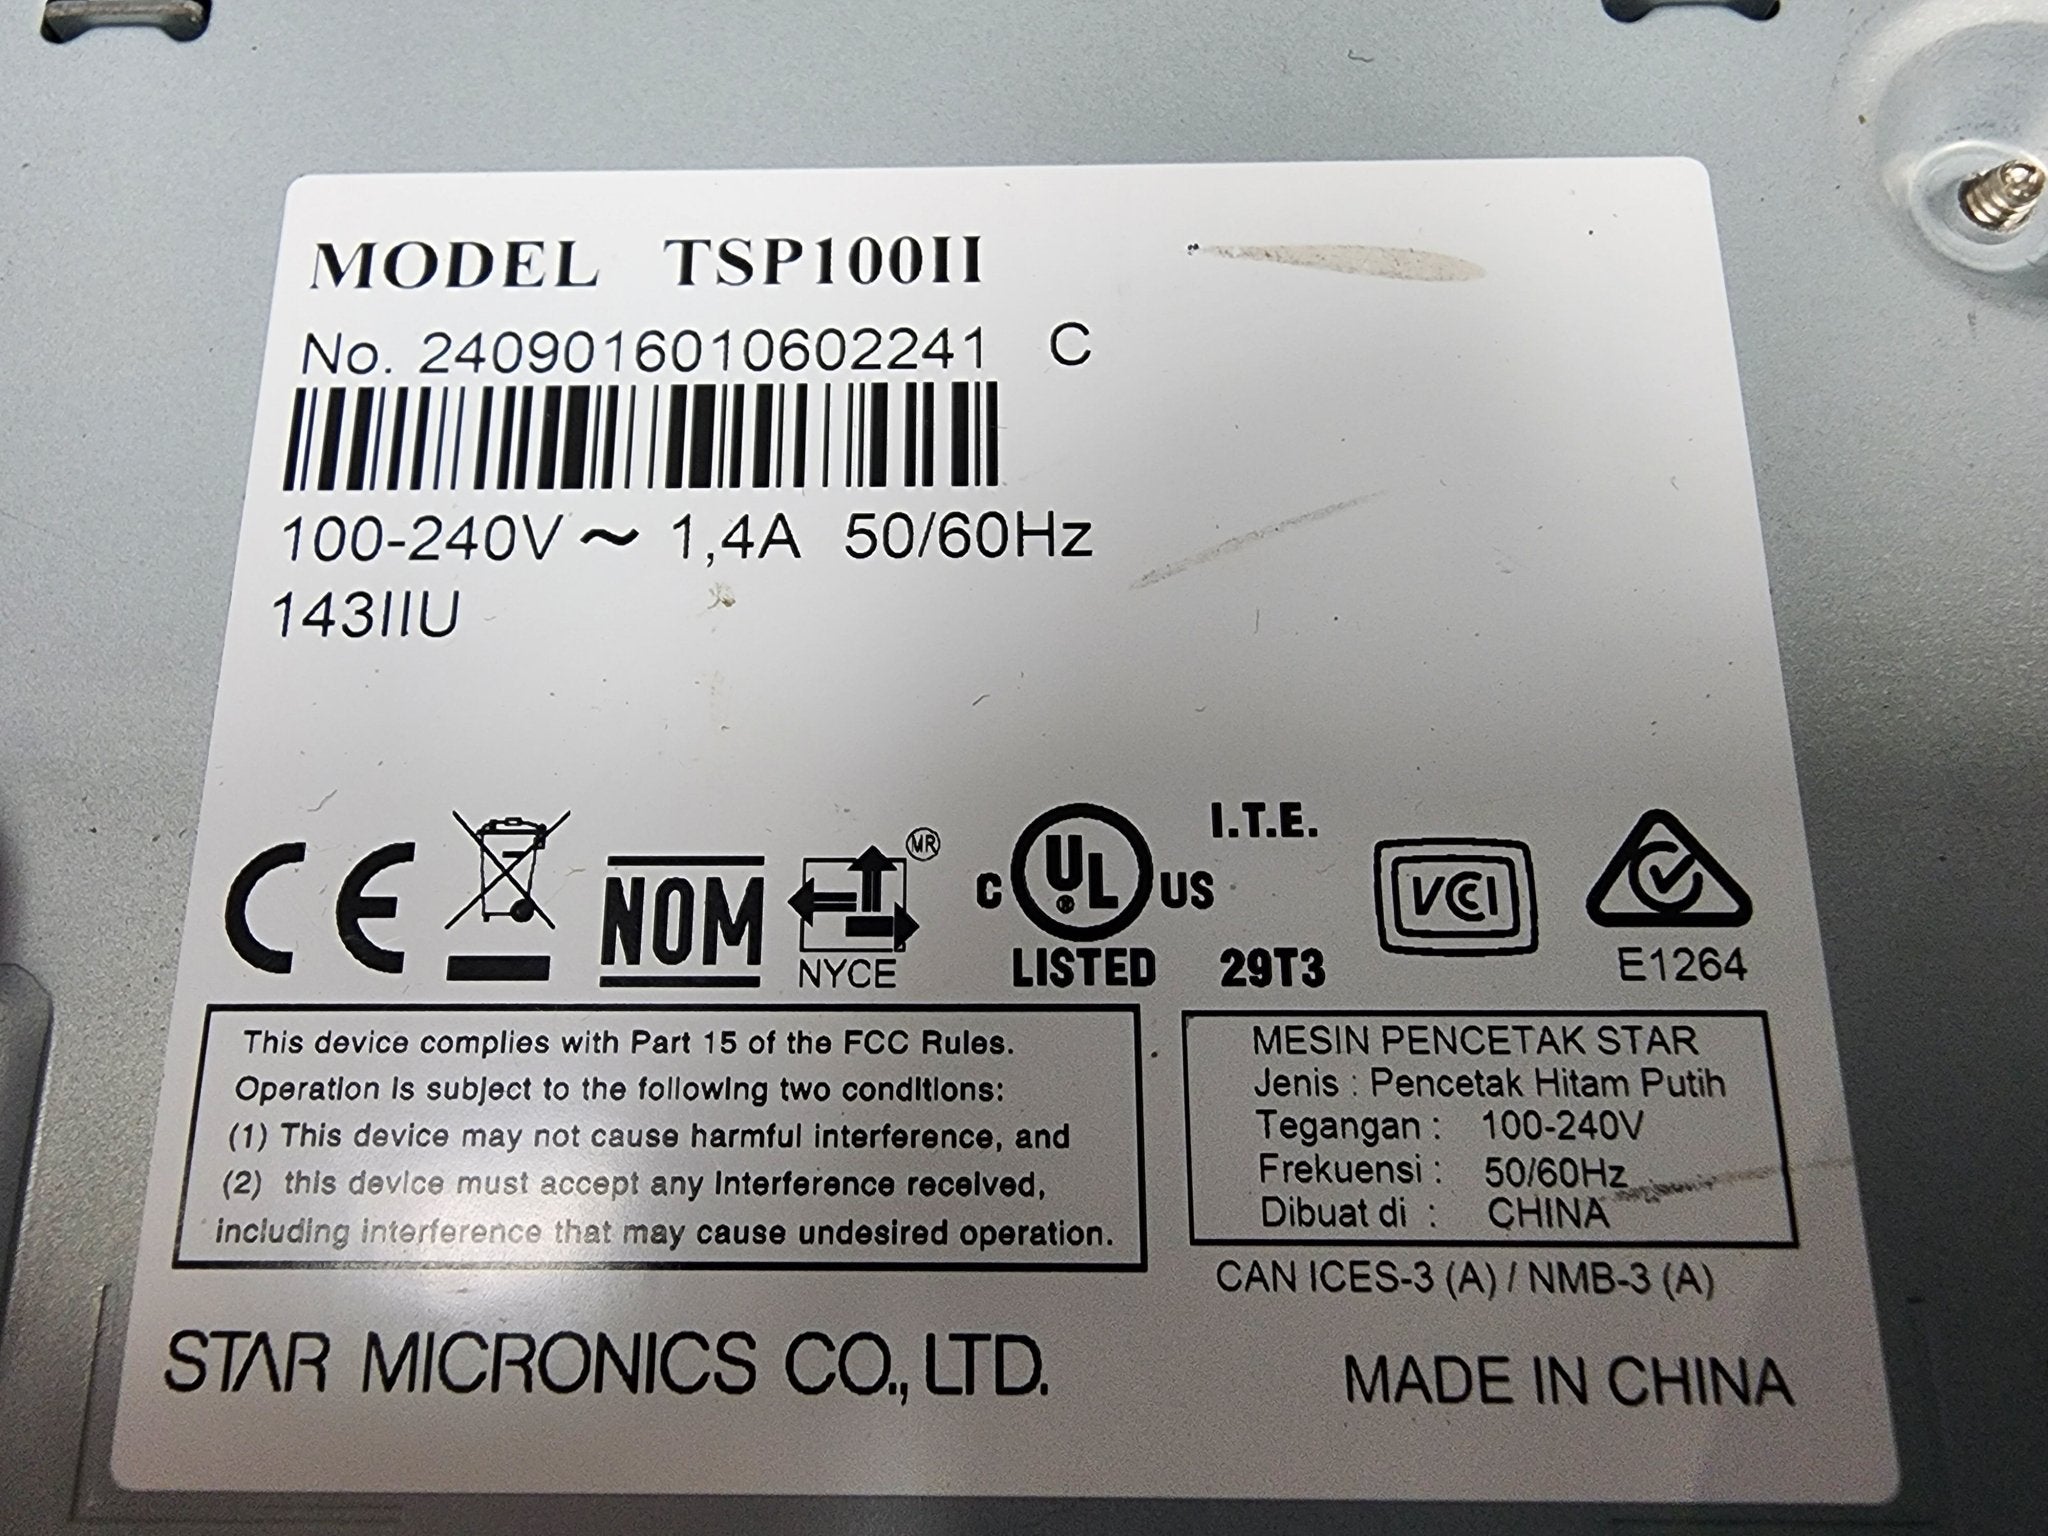 MODEL TSP100II
No. 2409016010602241 C
100-240V ~ 1,4A 50/60Hz
143IIU
CE
NOM
MR
NYCE
C UL ® US
I.T.E.
LISTED 29T3
VCCI
E1264
This device complies with Part 15 of the FCC Rules.
Operation is subject to the following two conditions:
(1) This device may not cause harmful interference, and
(2) this device must accept any interference received,
including interference that may cause undesired operation.
MESIN PENCETAK STAR
Jenis : Pencetak Hitam Putih
Tegangan : 100-240V
Frekuensi : 50/60Hz
Dibuat di : CHINA
CAN ICES-3 (A) / NMB-3 (A)
STAR MICRONICS CO., LTD.
MADE IN CHINA